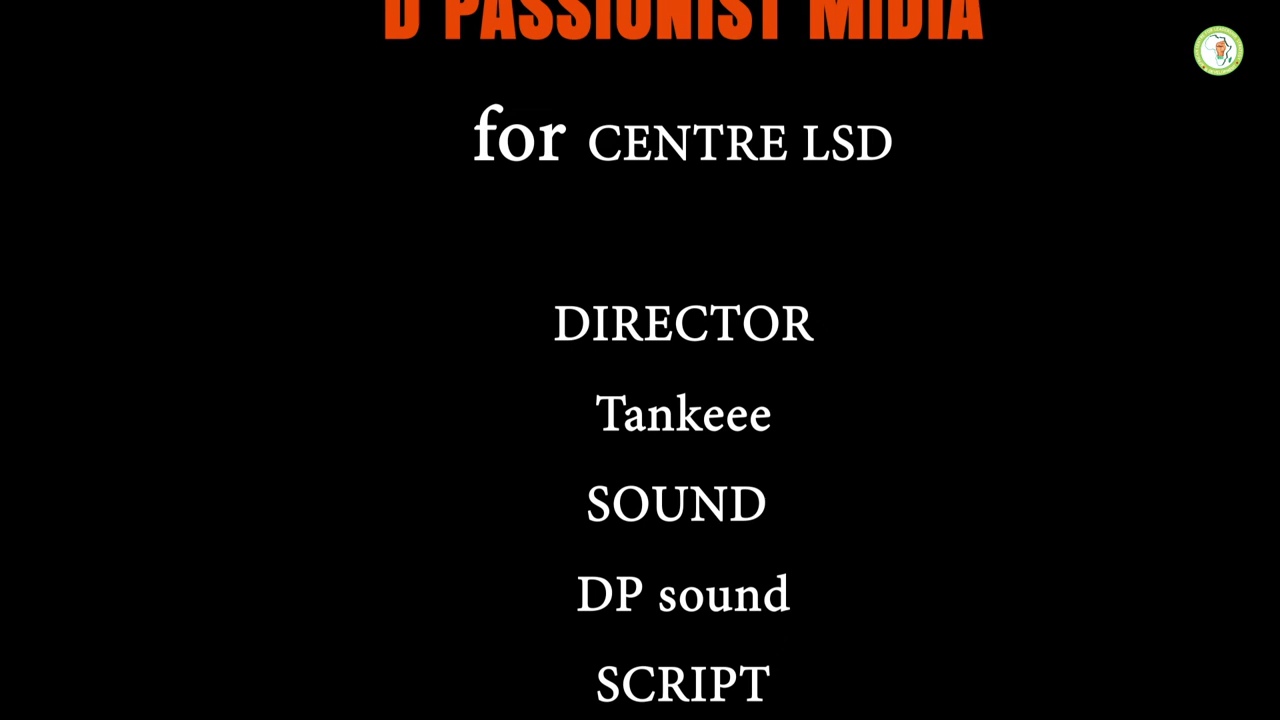 D PASSIONIST MIDIA
for CENTRE LSD
DIRECTOR
Tankeee
SOUND
DP sound
SCRIPT